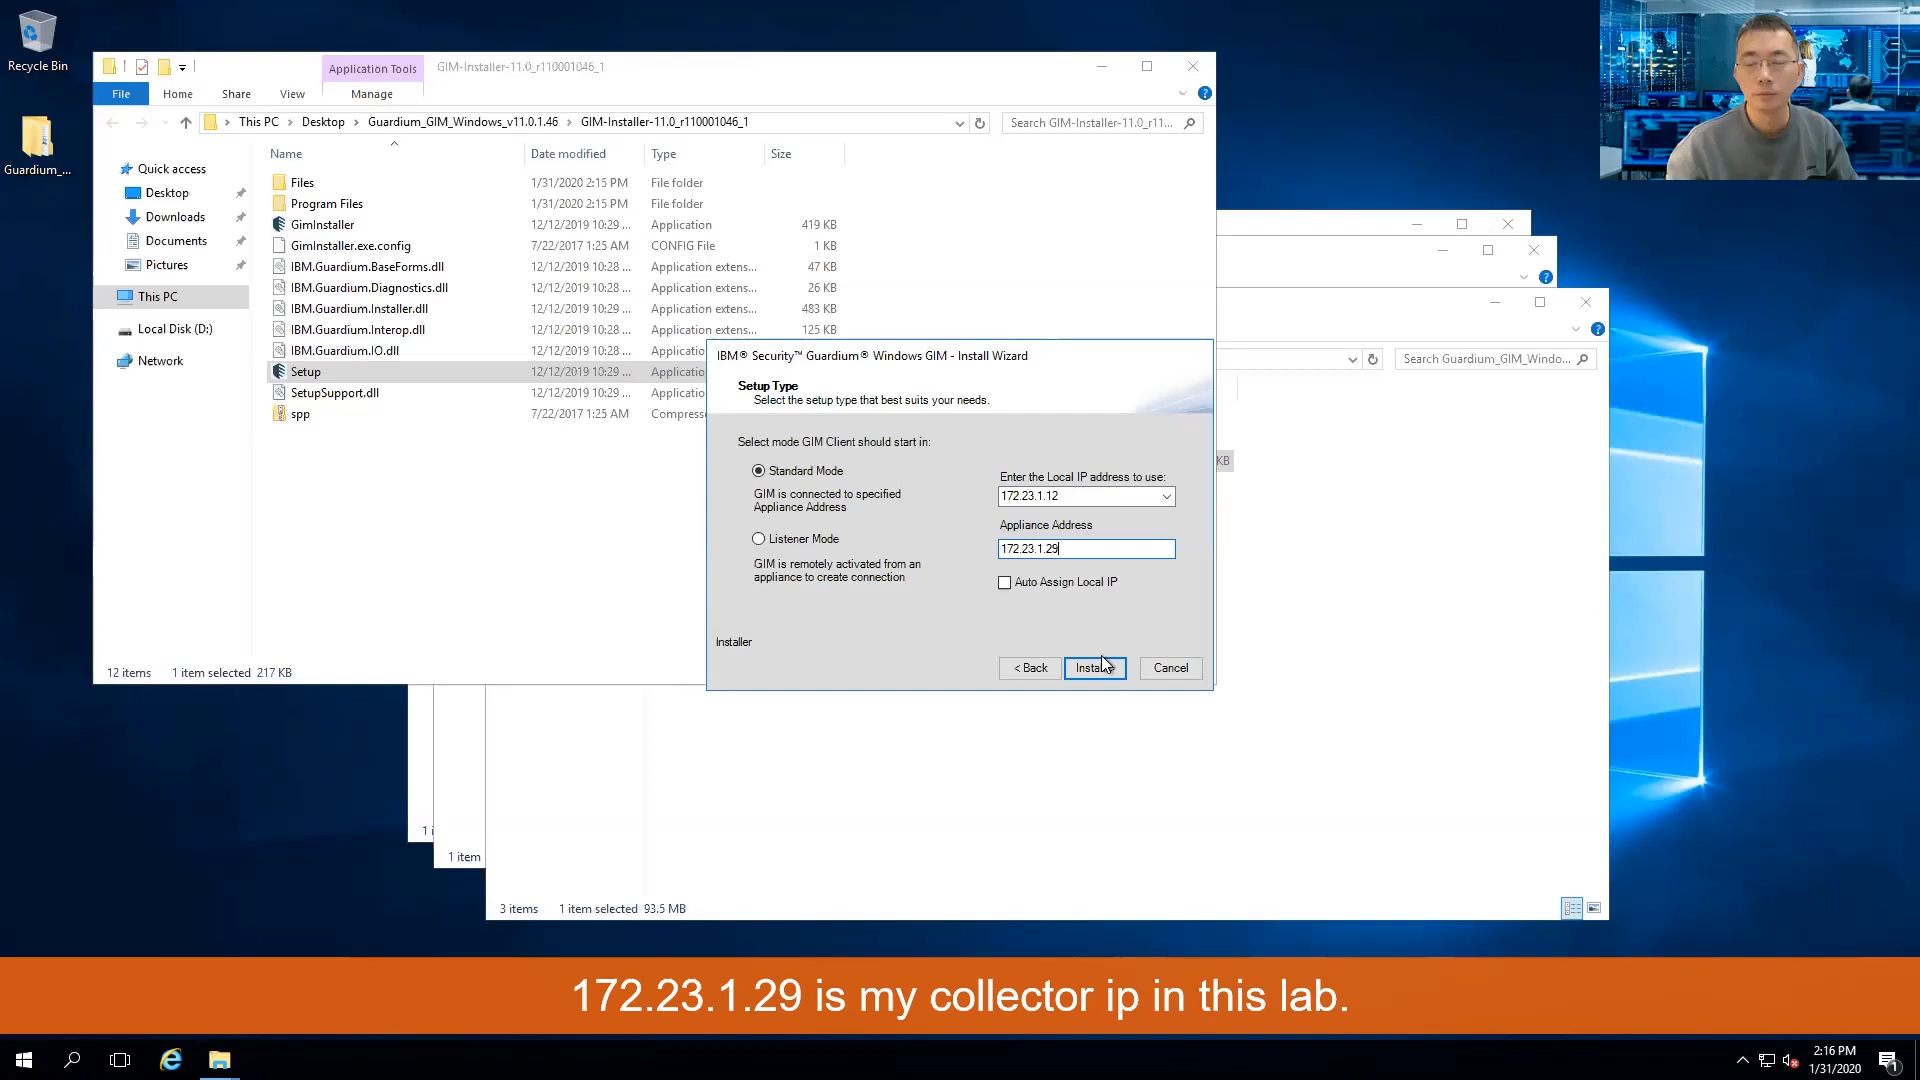 Recycle Bin
Guardium_...
Application Tools
GIM-Installer-11.0_r110001046_1
File
Home
Share
View
Manage
This PC
Desktop
Guardium_GIM_Windows_v11.0.1.46
GIM-Installer-11.0_r110001046_1
Search GIM-Installer-11.0_r11...
Quick access
Desktop
Downloads
Documents
Pictures
This PC
Local Disk (D:)
Network
Name Date modified Type Size
Files 1/31/2020 2:15 PM File folder
Program Files 1/31/2020 2:15 PM File folder
GimInstaller 12/12/2019 10:29 ... Application 419 KB
GimInstaller.exe.config 7/22/2017 1:25 AM CONFIG File 1 KB
IBM.Guardium.BaseForms.dll 12/12/2019 10:28 ... Application extens... 47 KB
IBM.Guardium.Diagnostics.dll 12/12/2019 10:28 ... Application extens... 26 KB
IBM.Guardium.Installer.dll 12/12/2019 10:29 ... Application extens... 483 KB
IBM.Guardium.Interop.dll 12/12/2019 10:28 ... Application extens... 125 KB
IBM.Guardium.IO.dll 12/12/2019 10:28 ... Applicatio
Setup 12/12/2019 10:29 ... Applicatio
SetupSupport.dll 12/12/2019 10:29 ... Applicatio
spp 7/22/2017 1:25 AM Compress
12 items 1 item selected 217 KB
IBM® Security™ Guardium® Windows GIM - Install Wizard
Setup Type
Select the setup type that best suits your needs.
Select mode GIM Client should start in:
Standard Mode
GIM is connected to specified
Appliance Address
Listener Mode
GIM is remotely activated from an
appliance to create connection
Enter the Local IP address to use:
172.23.1.12
Appliance Address
172.23.1.29
Auto Assign Local IP
Installer
< Back
Install
Cancel
Search Guardium_GIM_Windo...
KB
1 i
1 item
3 items 1 item selected 93.5 MB
172.23.1.29 is my collector ip in this lab.
2:16 PM
1/31/2020
1